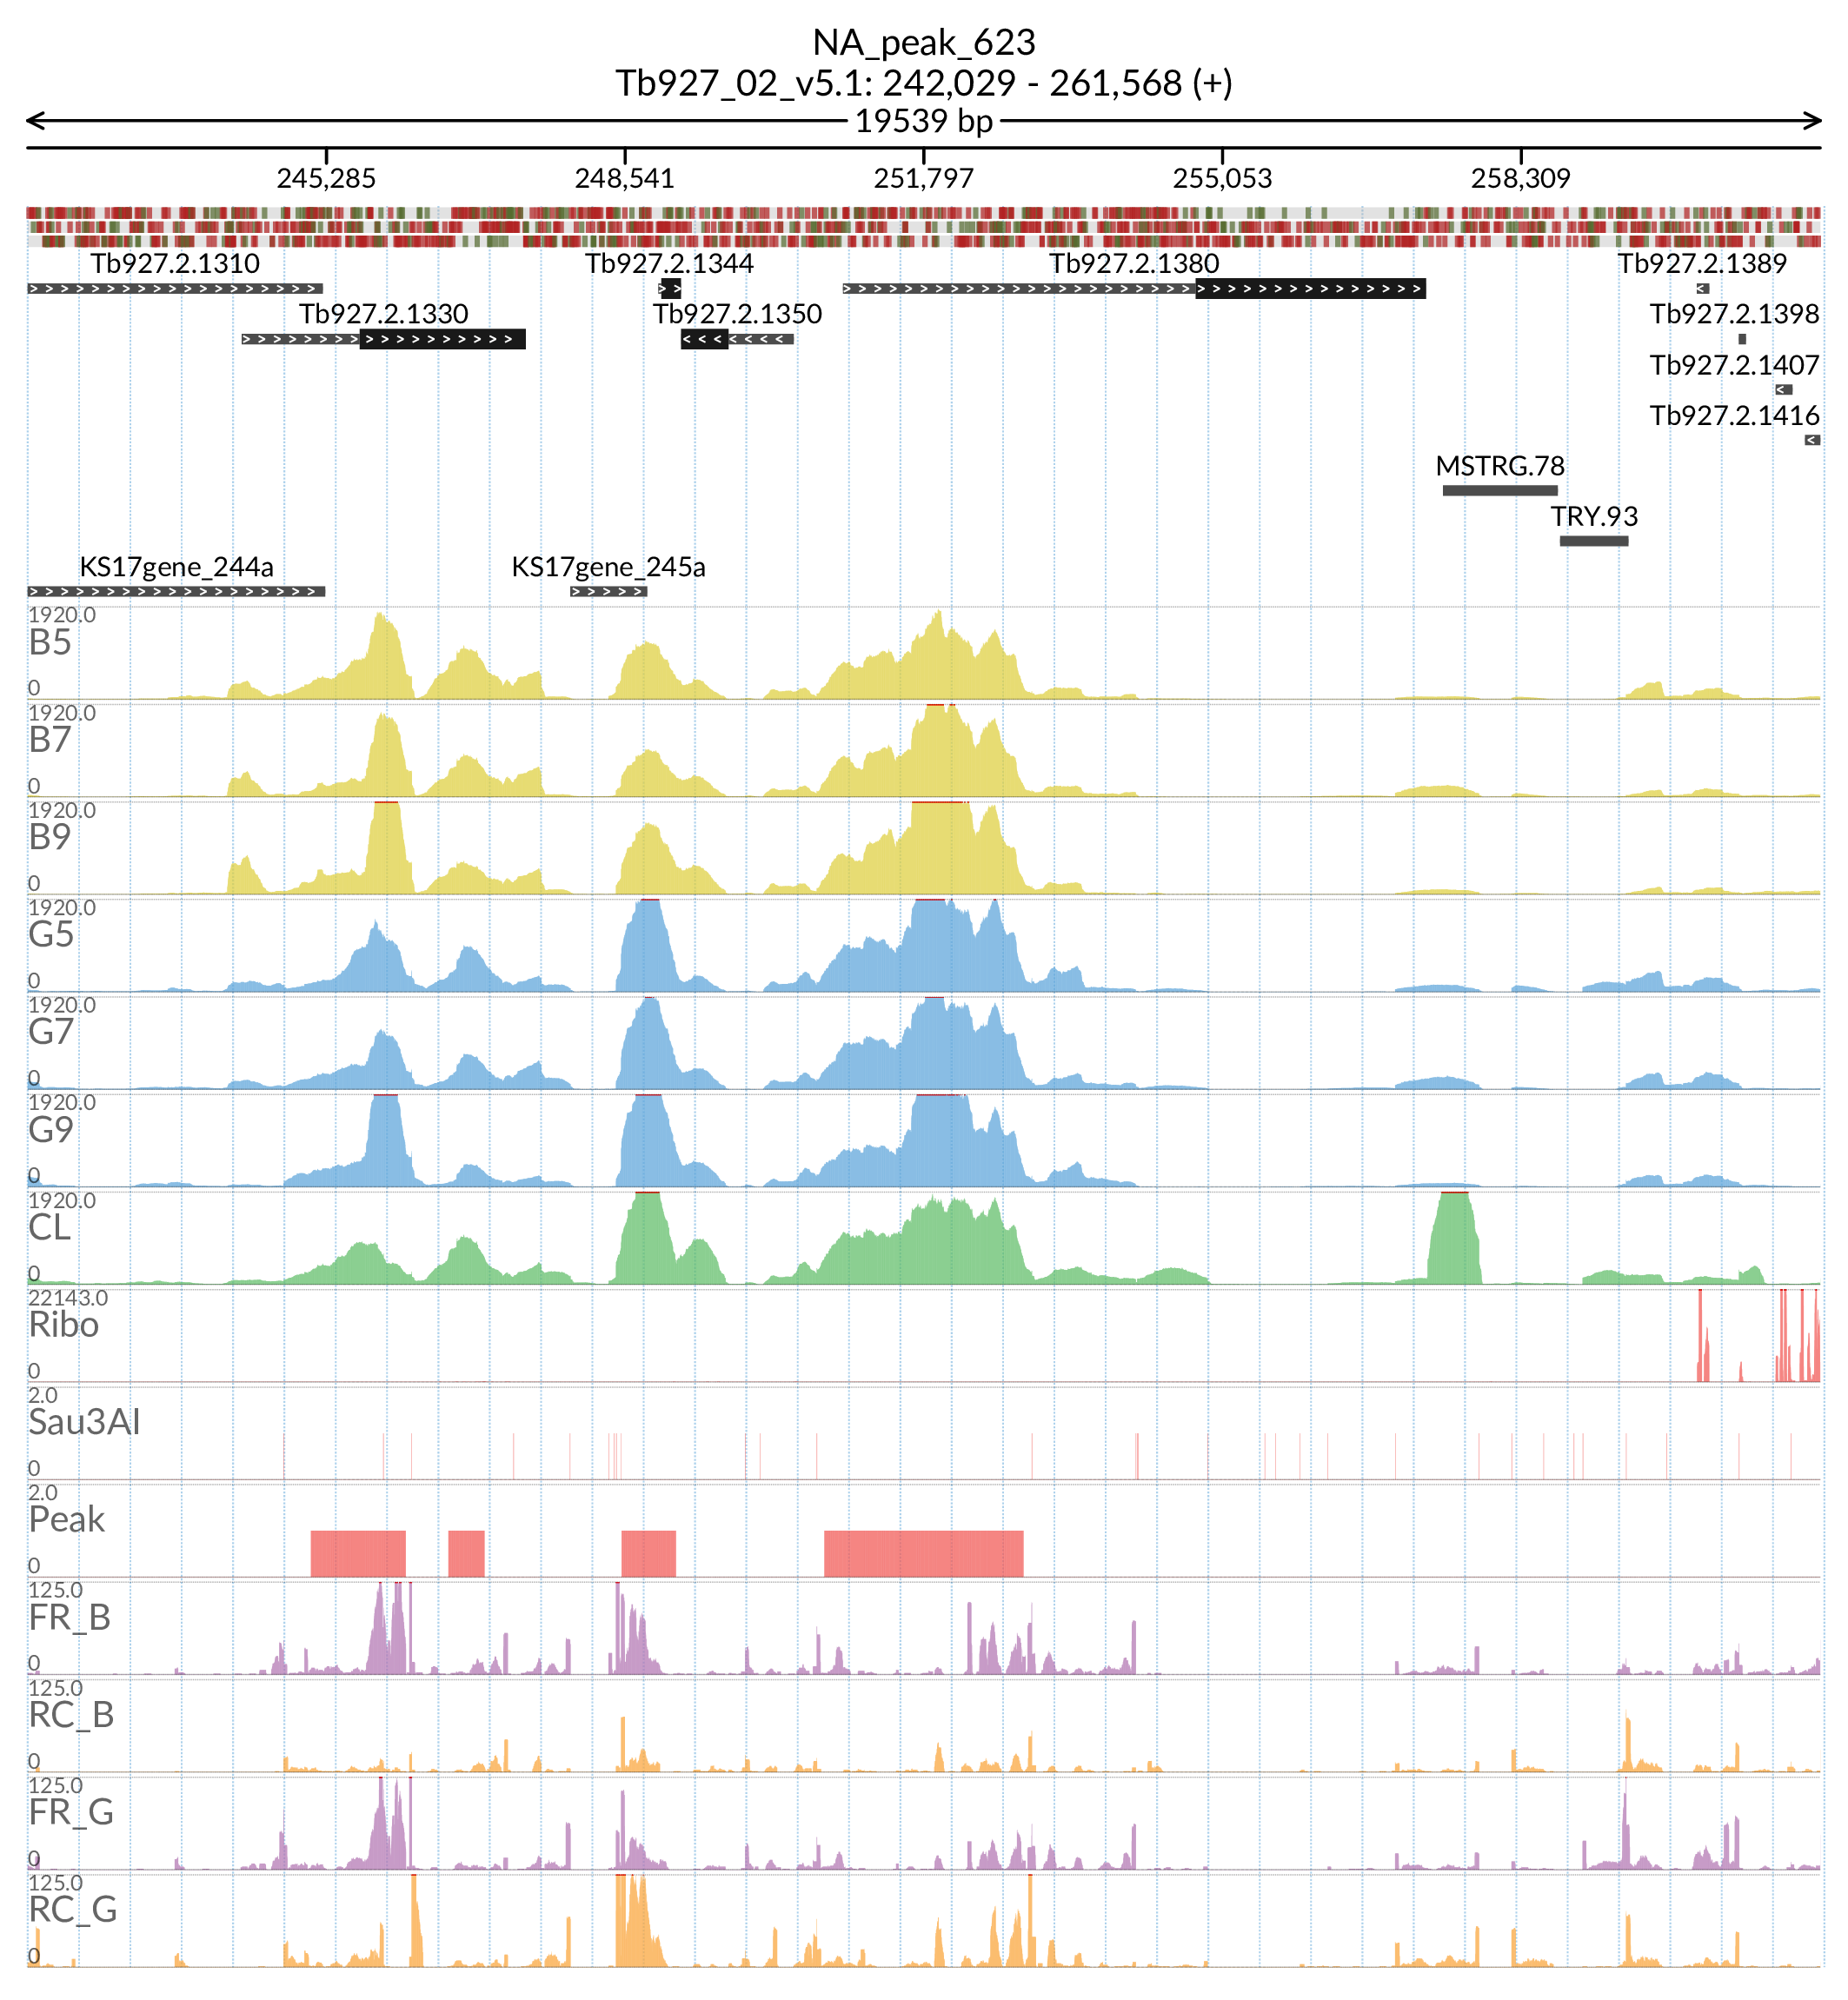 NA_peak_623
Tb927_02_v5.1: 242,029 - 261,568 (+)
19539 bp
245,285 248,541 251,797 255,053 258,309
Tb927.2.1310 Tb927.2.1344 Tb927.2.1380 Tb927.2.1389
Tb927.2.1330 Tb927.2.1350 Tb927.2.1398
Tb927.2.1407
Tb927.2.1416
MSTRG.78
TRY.93
KS17gene_244a KS17gene_245a
1920.0
B5
0
1920.0
B7
0
1920.0
B9
0
1920.0
G5
0
1920.0
G7
0
1920.0
G9
0
1920.0
CL
0
22143.0
Ribo
0
2.0
Sau3AI
0
2.0
Peak
0
125.0
FR_B
0
125.0
RC_B
0
125.0
FR_G
0
125.0
RC_G
0